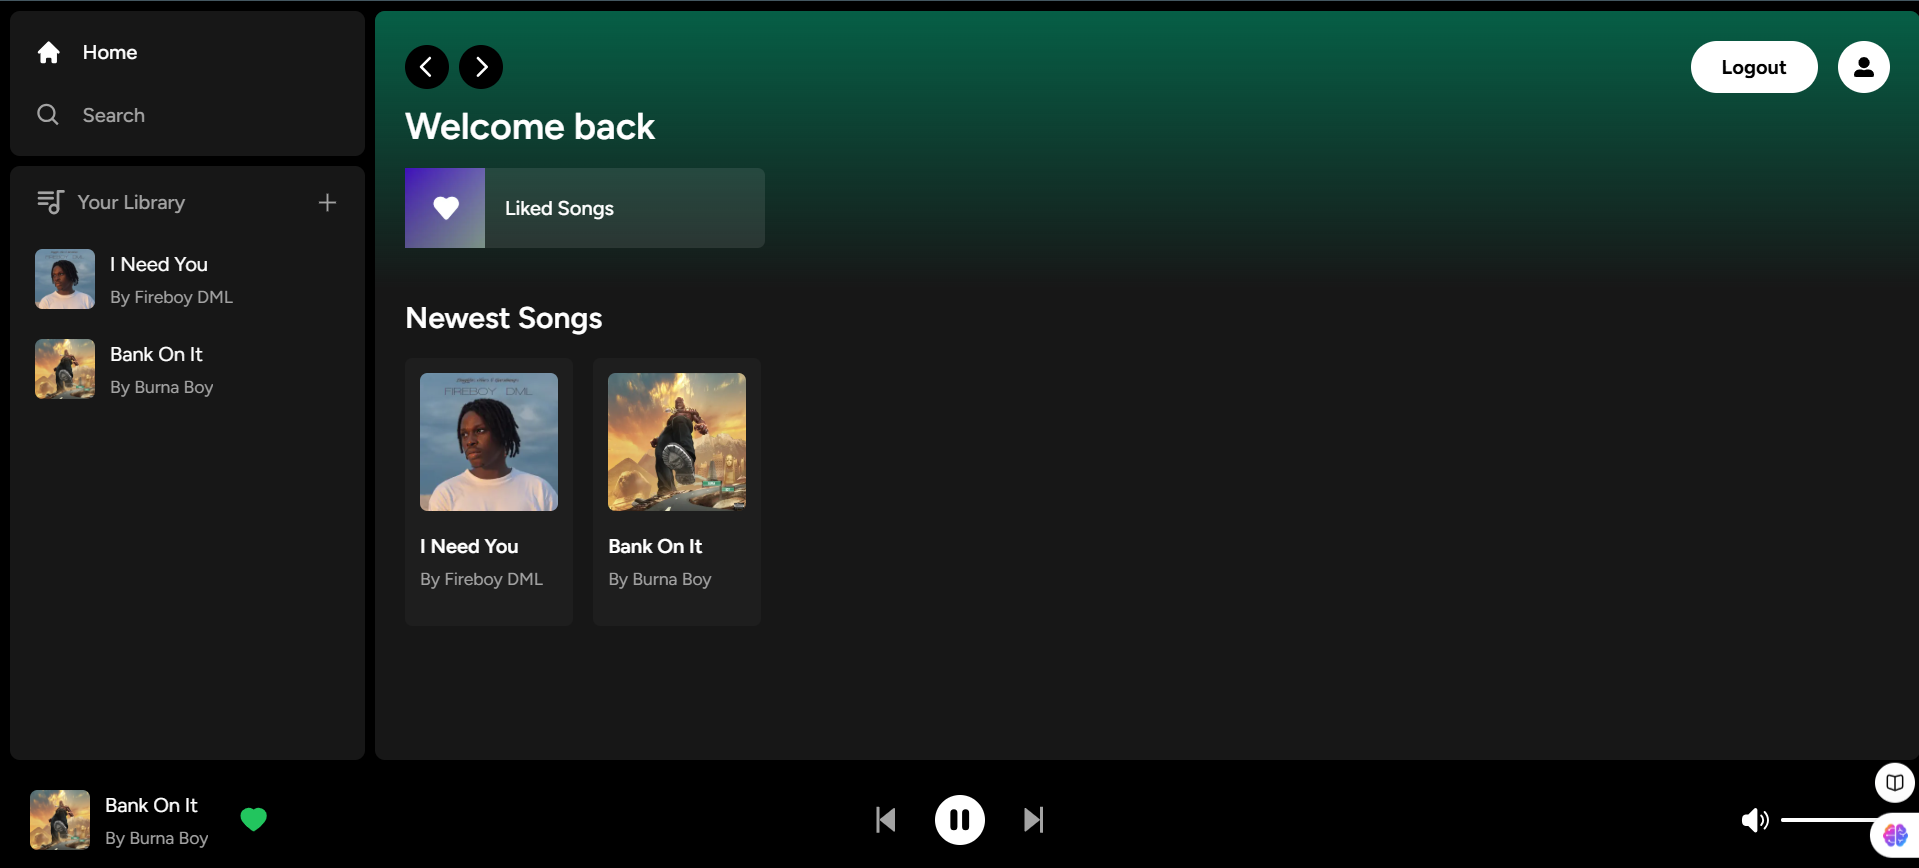 Home
Search
Your Library
I Need You
By Fireboy DML
Bank On It
By Burna Boy
Logout
Welcome back
Liked Songs
Newest Songs
FIREBOY DML
I Need You
By Fireboy DML
Bank On It
By Burna Boy
Bank On It
By Burna Boy